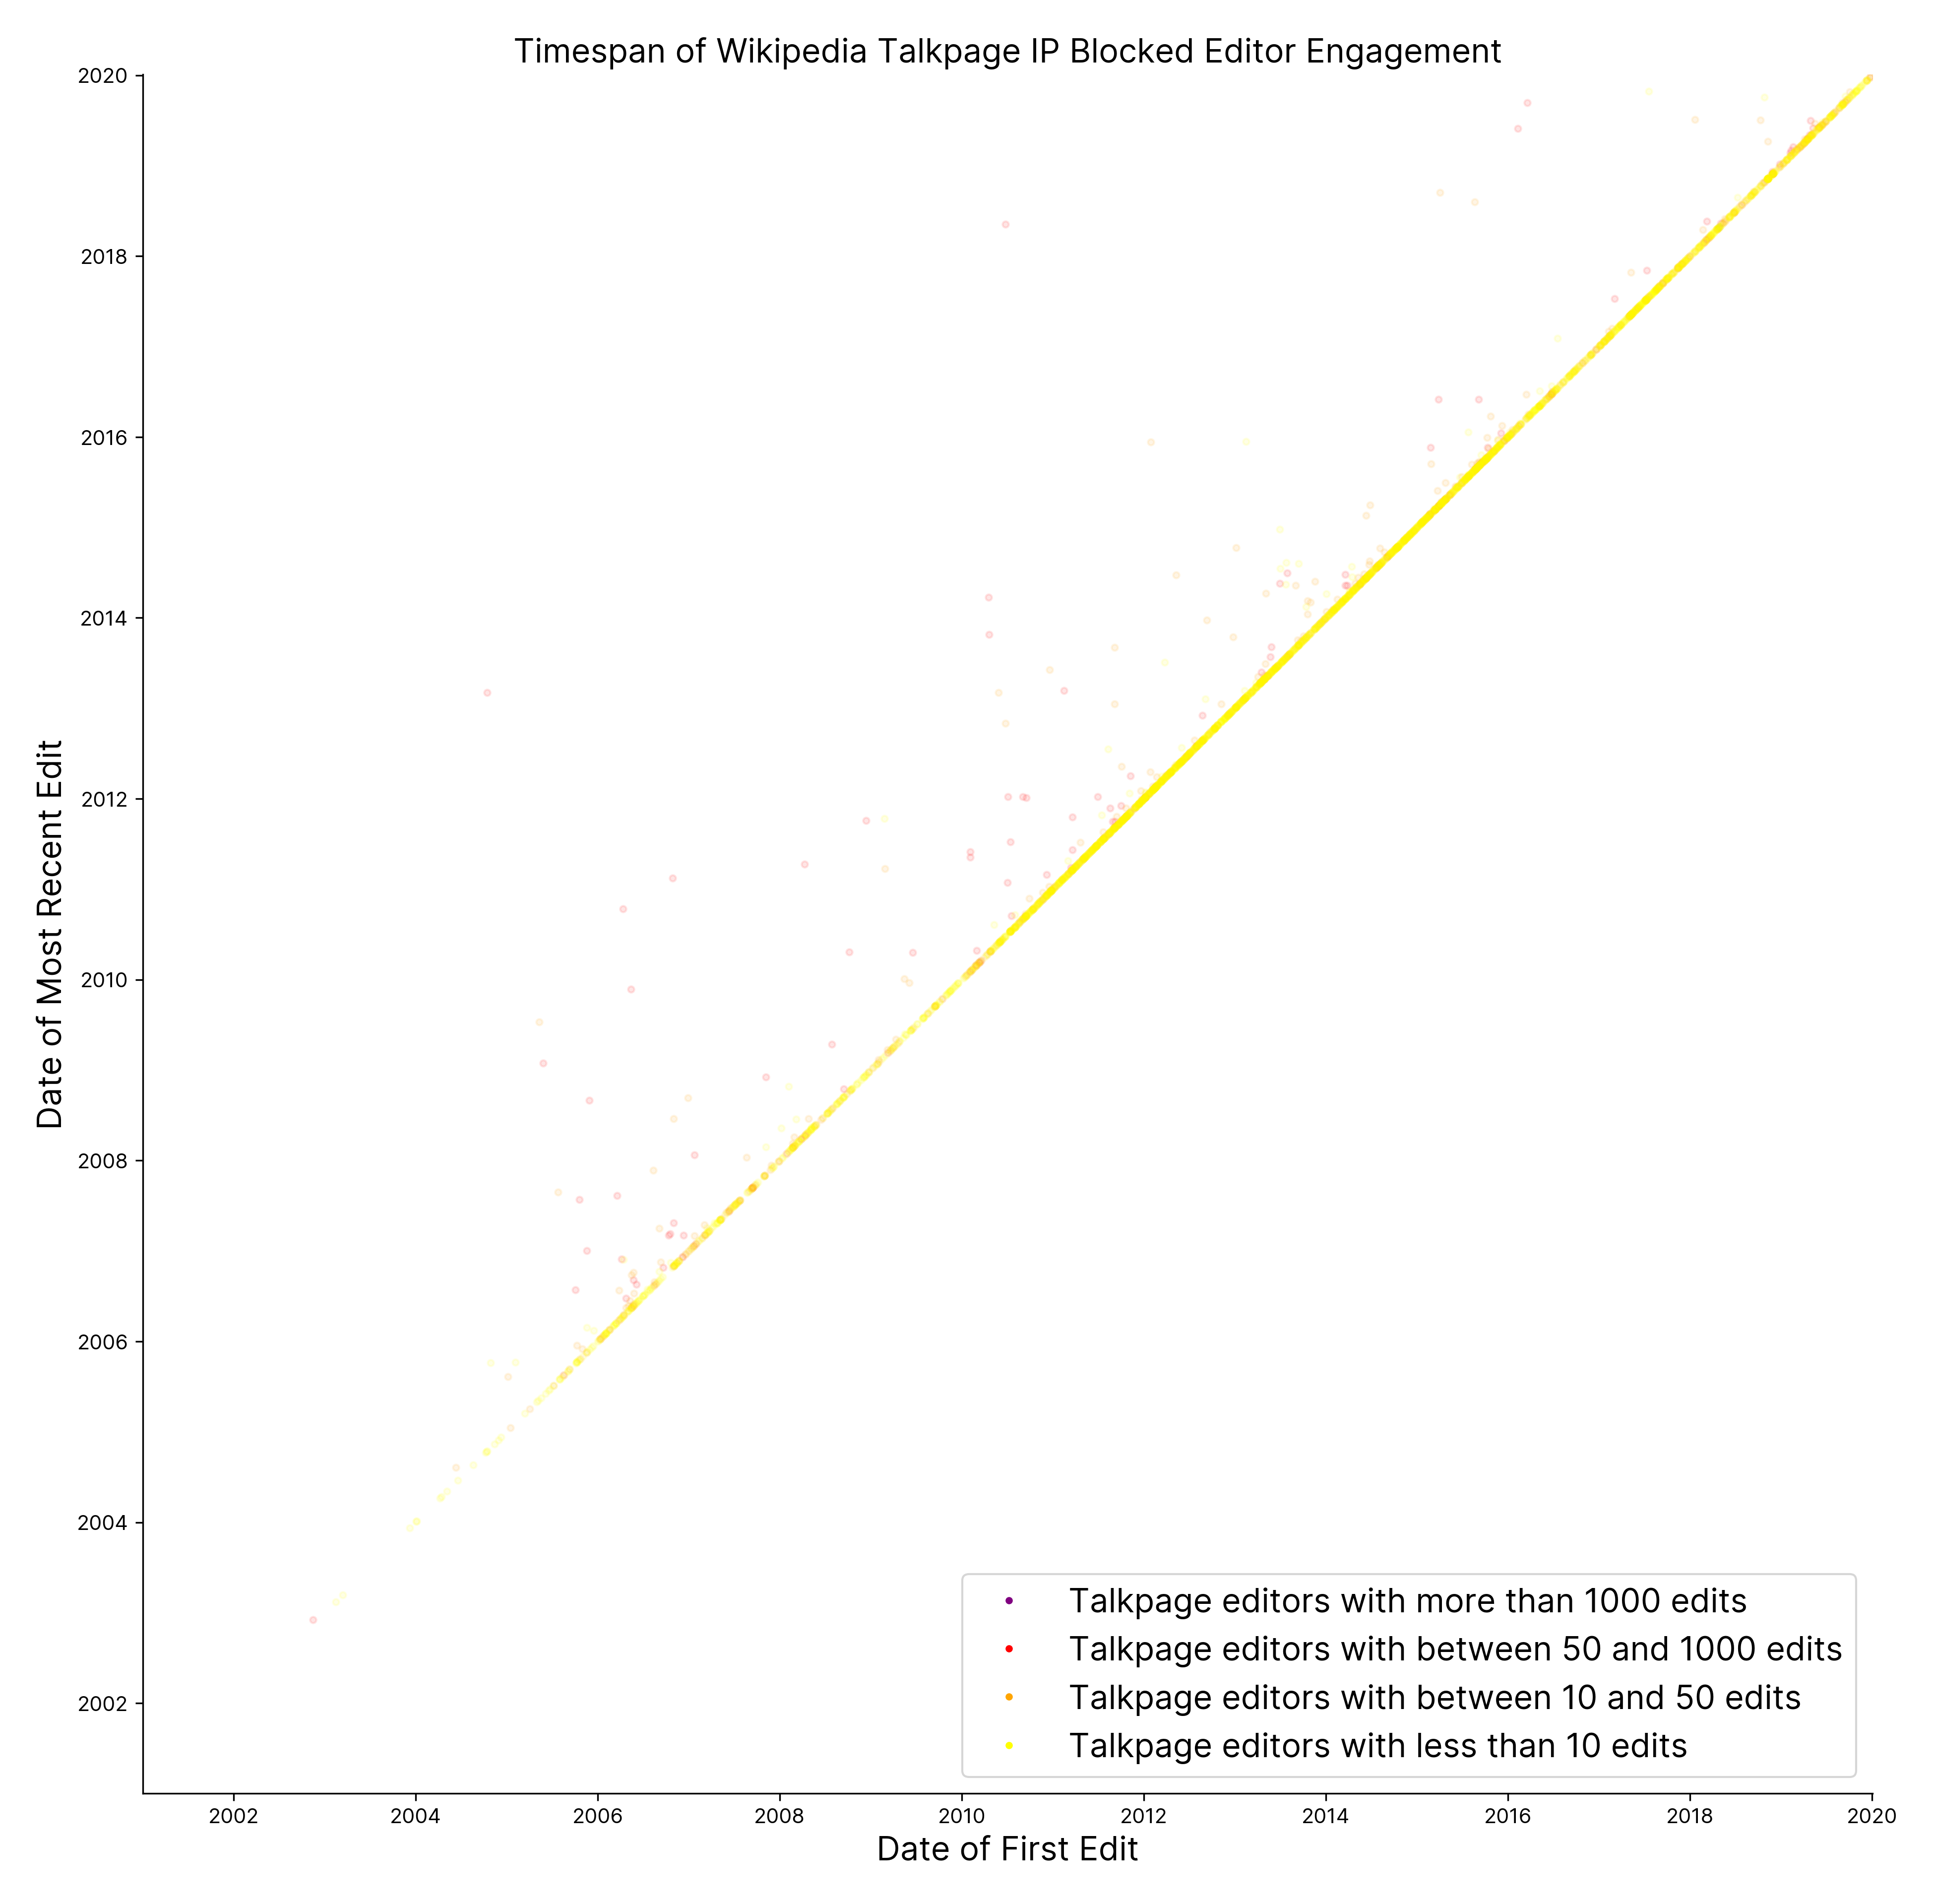 Timespan of Wikipedia Talkpage IP Blocked Editor Engagement
2020
2018
2016
2014
2012
2010
2008
2006
2004
2002
Date of Most Recent Edit
Talkpage editors with more than 1000 edits
Talkpage editors with between 50 and 1000 edits
Talkpage editors with between 10 and 50 edits
Talkpage editors with less than 10 edits
2002 2004 2006 2008 2010 2012 2014 2016 2018 2020
Date of First Edit